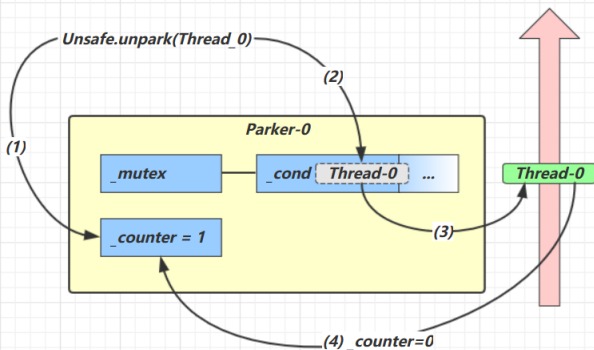 Unsafe.unpark(Thread_0)
(2)
(1)
Parker-0
_mutex
_cond
Thread-0
...
Thread-0
_counter = 1
(3)
(4)_counter=0